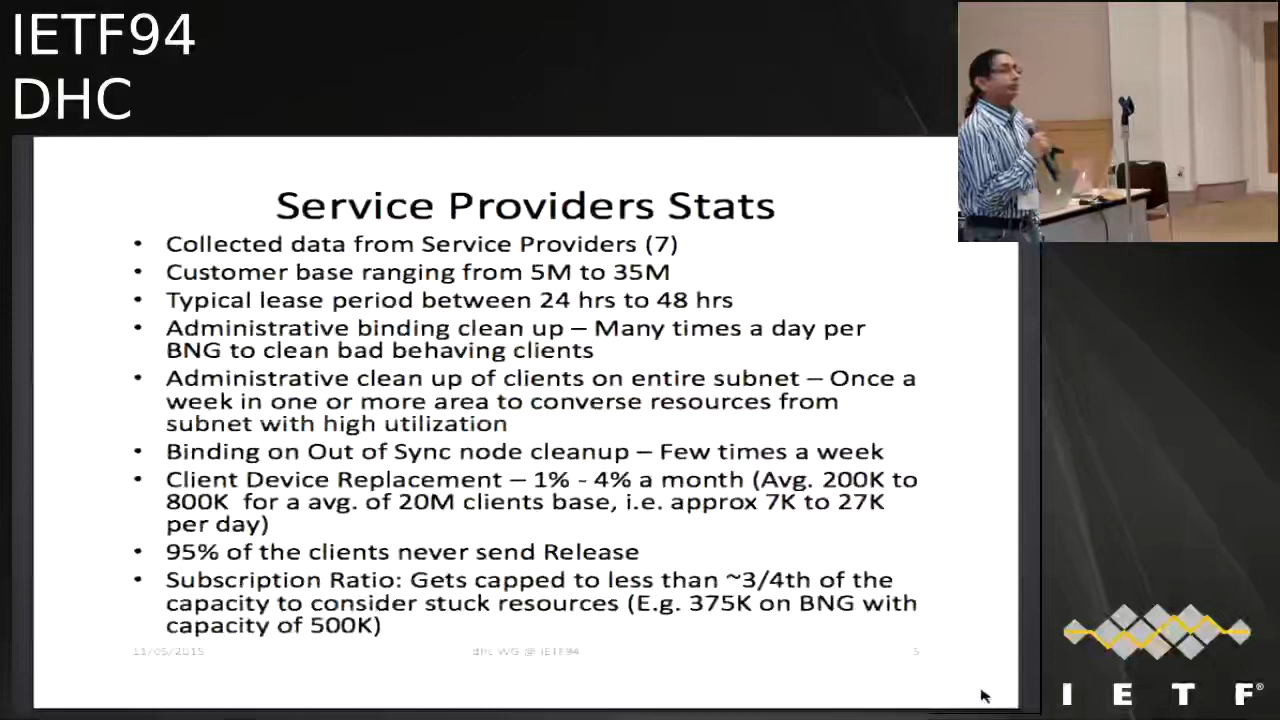 IETF94
DHC
Service Providers Stats
• Collected data from Service Providers (7)
• Customer base ranging from 5M to 35M
• Typical lease period between 24 hrs to 48 hrs
• Administrative binding clean up – Many times a day per
BNG to clean bad behaving clients
• Administrative clean up of clients on entire subnet – Once a
week in one or more area to converse resources from
subnet with high utilization
• Binding on Out of Sync node cleanup – Few times a week
• Client Device Replacement – 1% - 4% a month (Avg. 200K to
800K for a avg. of 20M clients base, i.e. approx 7K to 27K
per day)
• 95% of the clients never send Release
• Subscription Ratio: Gets capped to less than ~3/4th of the
capacity to consider stuck resources (E.g. 375K on BNG with
capacity of 500K)
11/05/2015 dhc WG @ IETF94 5
I E T F®